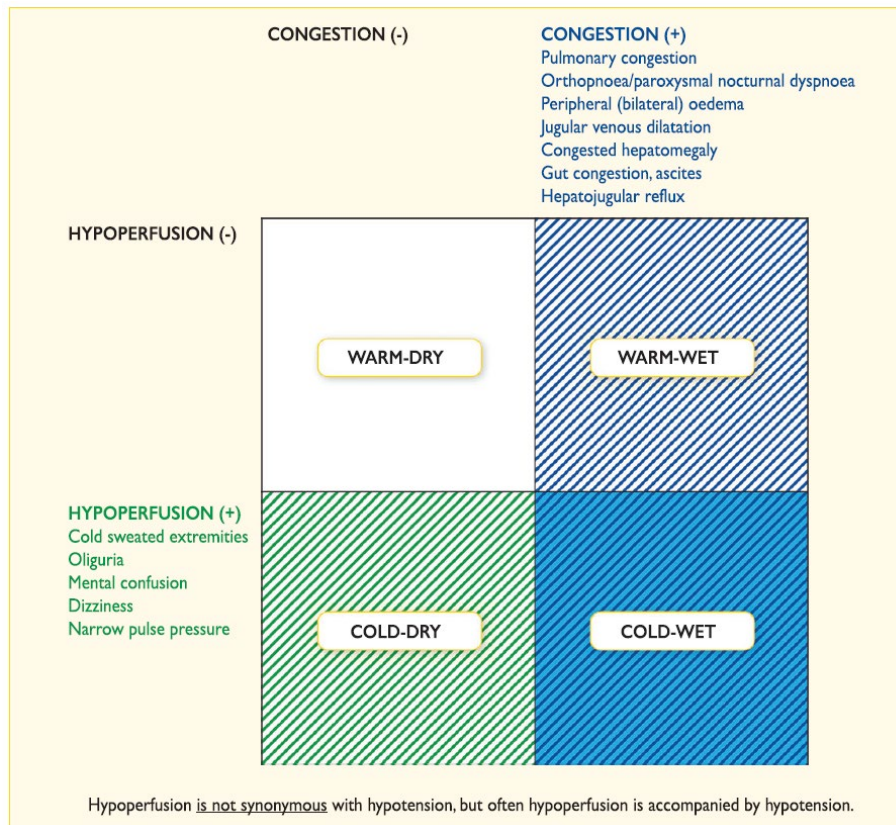 CONGESTION (-)
CONGESTION (+)
Pulmonary congestion
Orthopnoea/paroxysmal nocturnal dyspnoea
Peripheral (bilateral) oedema
Jugular venous dilatation
Congested hepatomegaly
Gut congestion, ascites
Hepatojugular reflux
HYPOPERFUSION (-)
WARM-DRY
WARM-WET
HYPOPERFUSION (+)
Cold sweated extremities
Oliguria
Mental confusion
Dizziness
Narrow pulse pressure
COLD-DRY
COLD-WET
Hypoperfusion is not synonymous with hypotension, but often hypoperfusion is accompanied by hypotension.